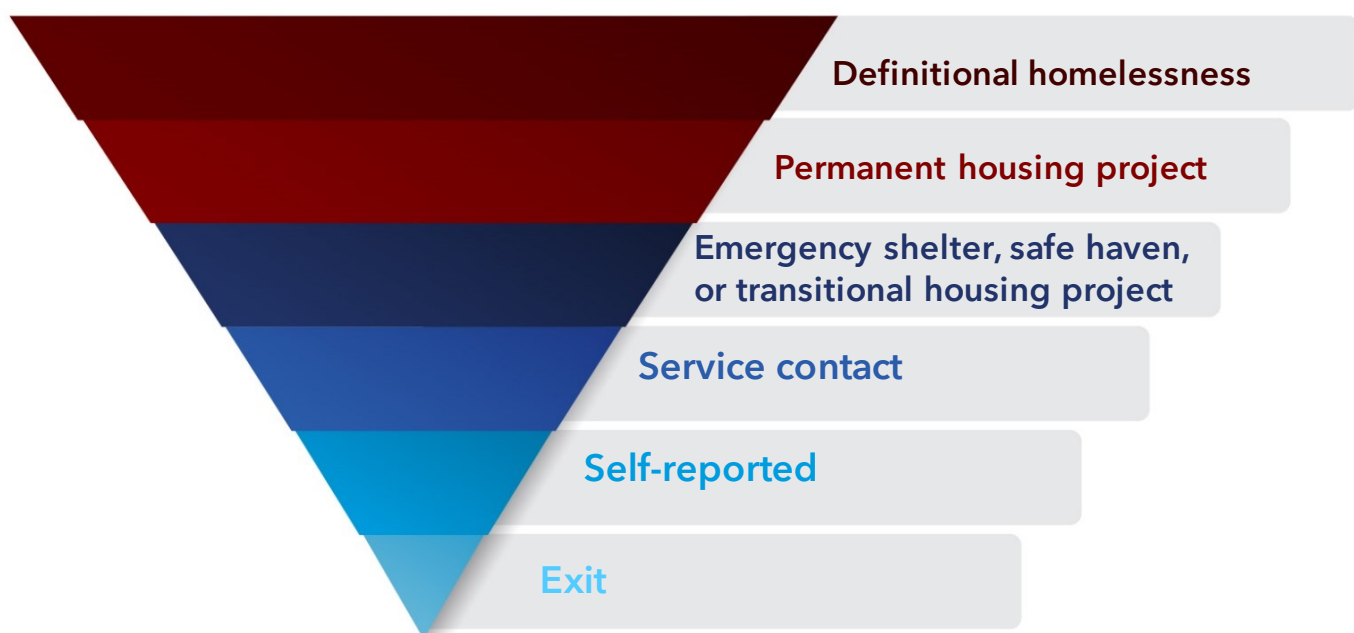 Definitional homelessness
Permanent housing project
Emergency shelter, safe haven,
or transitional housing project
Service contact
Self-reported
Exit